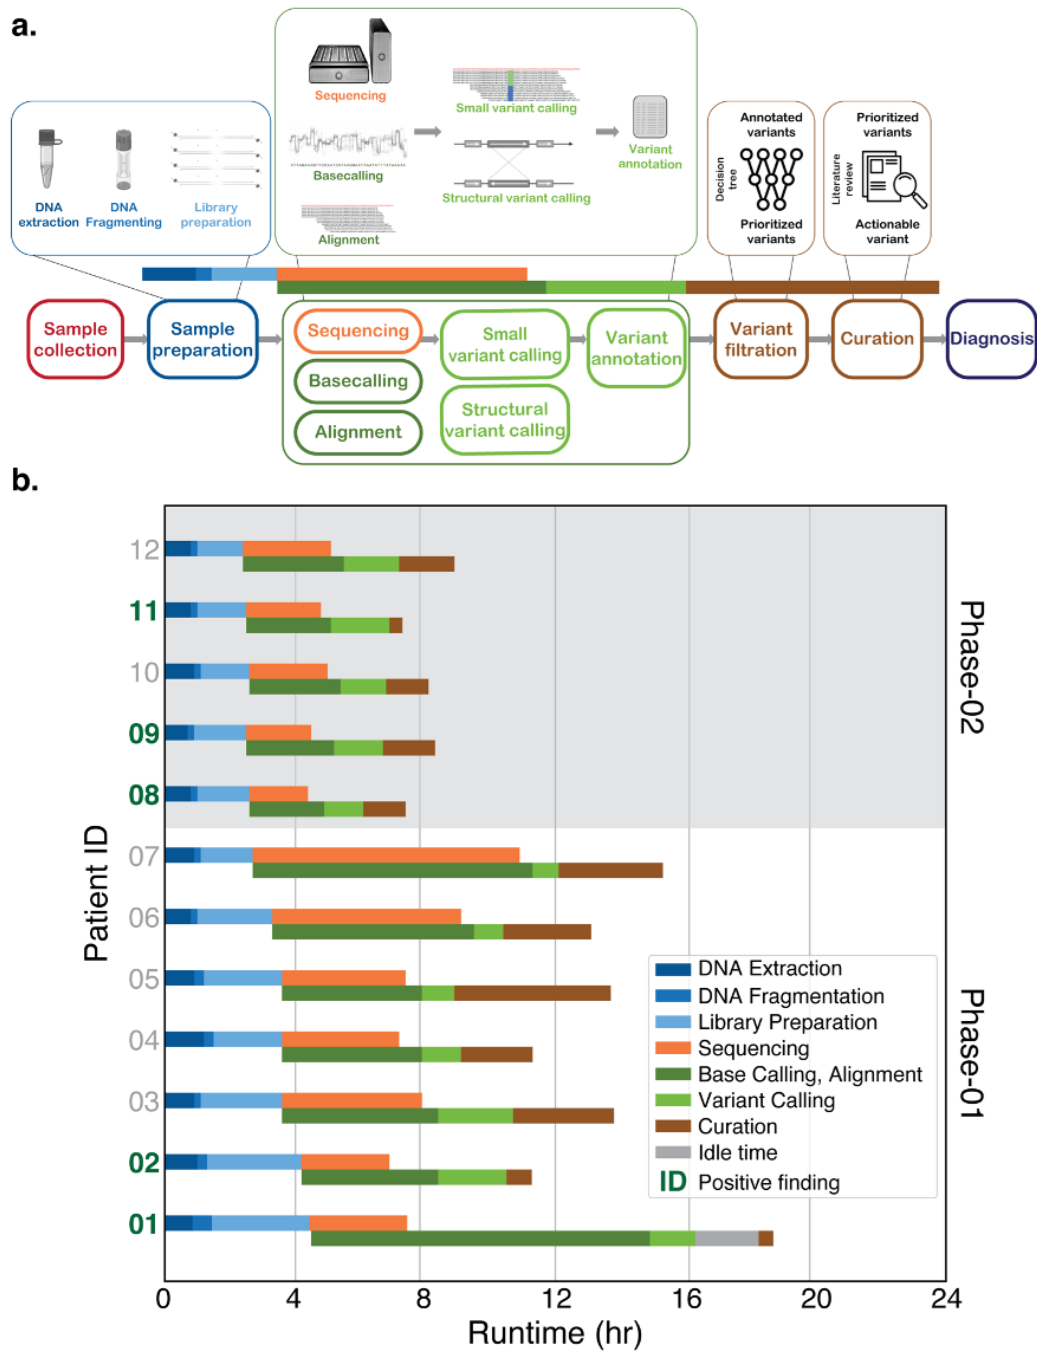 a.
Sequencing
Basecalling
Alignment
Small variant calling
Structural variant calling
Variant
annotation
DNA
extraction
DNA
Fragmenting
Library
preparation
Annotated
variants
Decision
tree
Prioritized
variants
Prioritized
variants
Literature
review
Actionable
variant
Sample
collection
Sample
preparation
Sequencing
Basecalling
Alignment
Small
variant calling
Structural
variant calling
Variant
annotation
Variant
filtration
Curation
Diagnosis
b.
Patient ID
12
11
10
09
08
07
06
05
04
03
02
01
Phase-02
Phase-01
DNA Extraction
DNA Fragmentation
Library Preparation
Sequencing
Base Calling, Alignment
Variant Calling
Curation
Idle time
ID Positive finding
0 4 8 12 16 20 24
Runtime (hr)